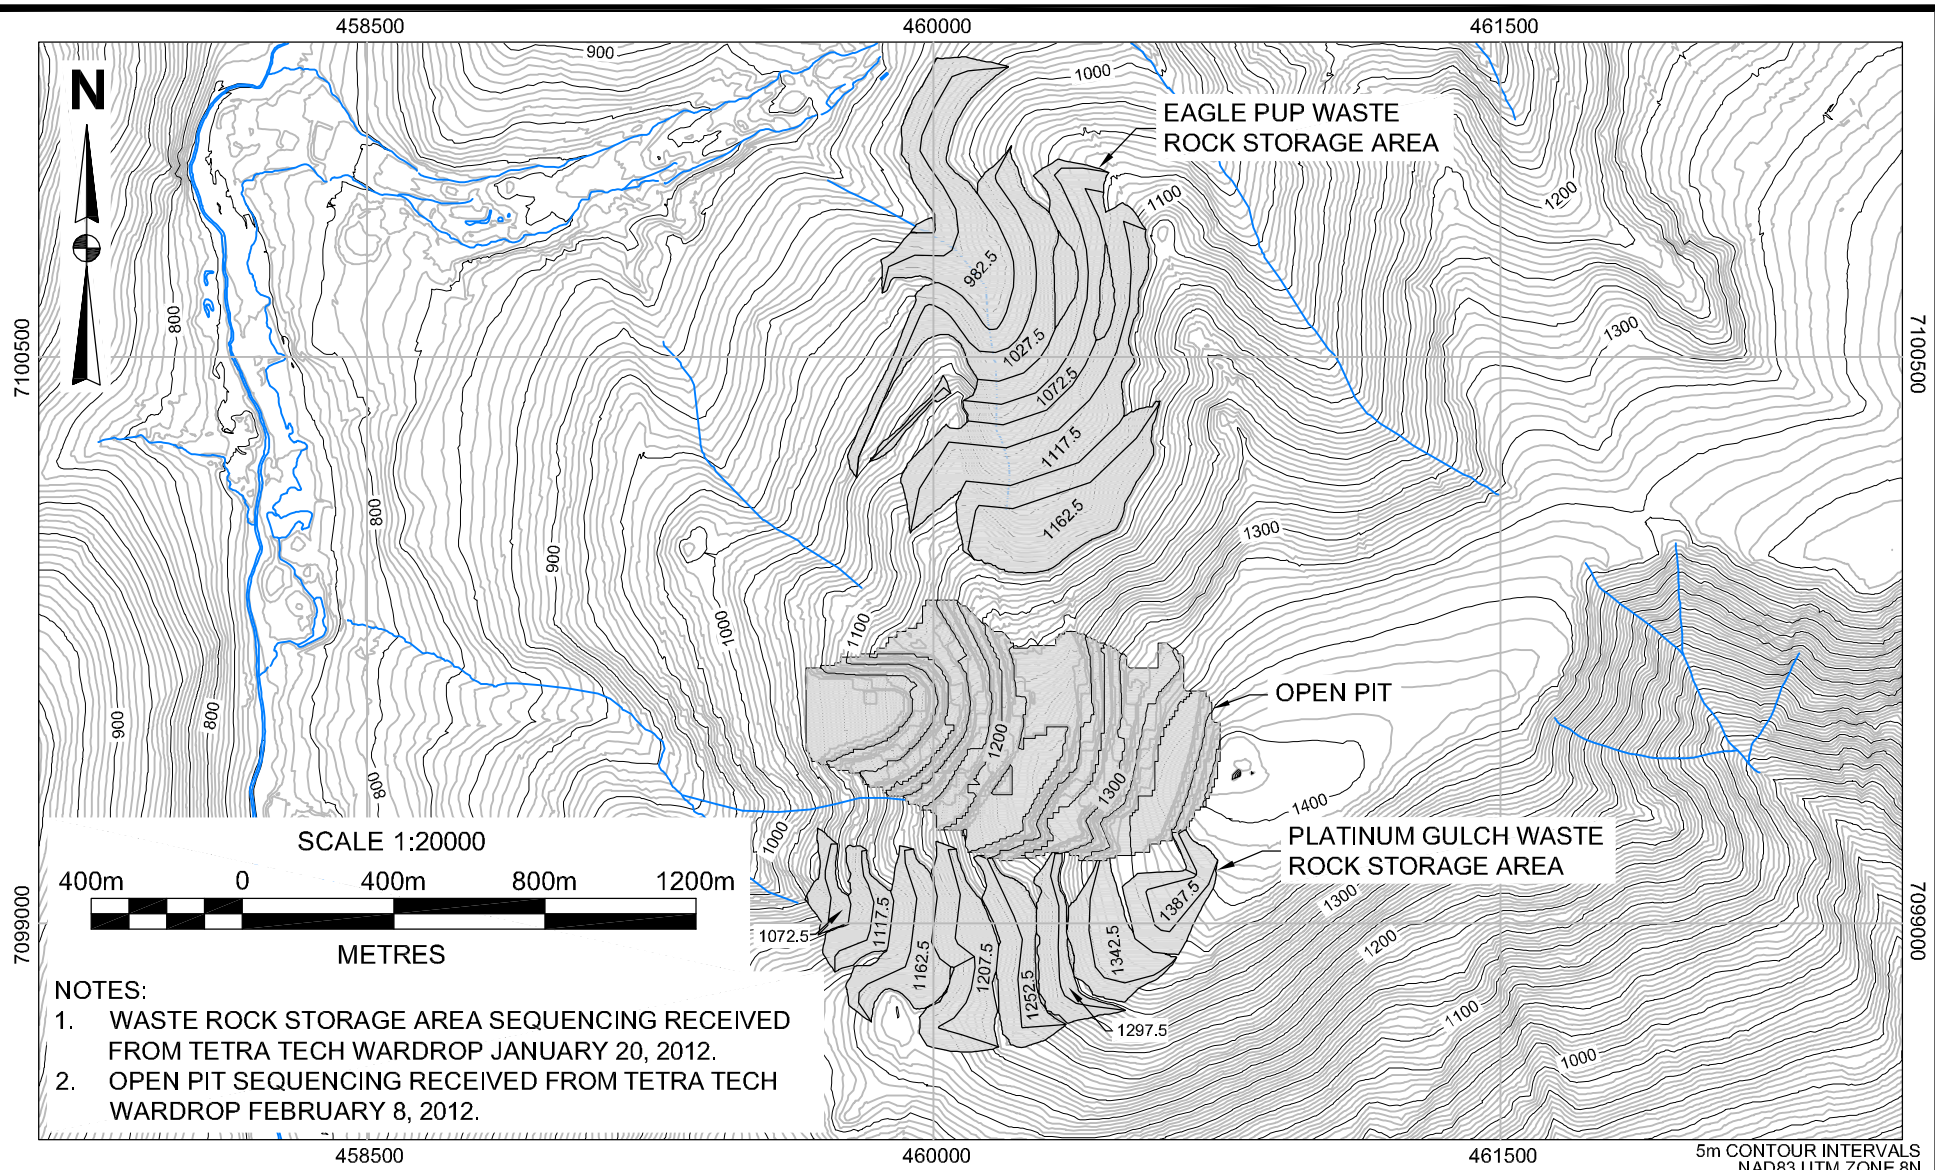 458500 460000 461500
N
900
1000
EAGLE PUP WASTE
ROCK STORAGE AREA
1100
1200
982.5
800
7100500
1300
7100500
1027.5
1072.5
1117.5
800
1162.5
1300
900
1000
1100
OPEN PIT
900
800
1200
800
1300
1400
SCALE 1:20000
1000
PLATINUM GULCH WASTE
ROCK STORAGE AREA
400m 0 400m 800m 1200m
1387.5
1300
7099000
1117.5
7099000
1072.5
METRES
1162.5
1207.5
1252.5
1342.5
1200
1297.5
1100
1000
NOTES:
1. WASTE ROCK STORAGE AREA SEQUENCING RECEIVED
FROM TETRA TECH WARDROP JANUARY 20, 2012.
2. OPEN PIT SEQUENCING RECEIVED FROM TETRA TECH
WARDROP FEBRUARY 8, 2012.
458500 460000 461500
5m CONTOUR INTERVALS
NAD83 UTM ZONE 8N